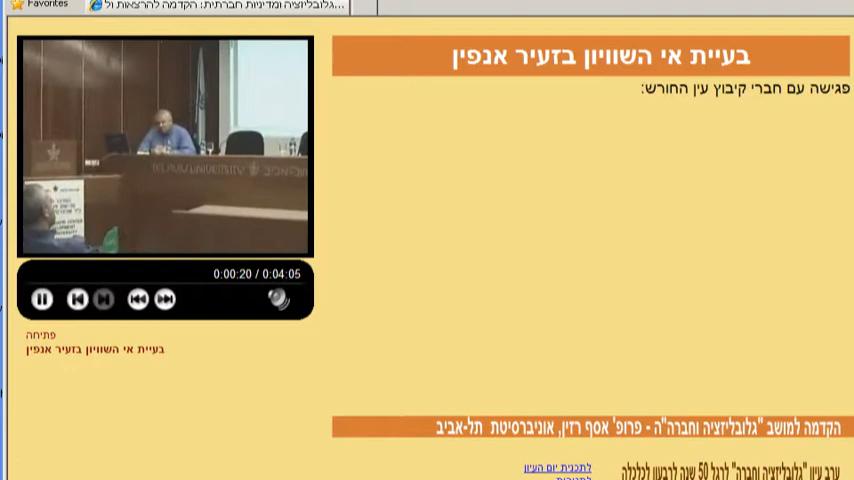 Favorites
גלובליזציה ומדיניות חברתית: הקדמה להרצאות ול...
בעיית אי השוויון בזעיר אנפין
פגישה עם חברי קיבוץ עין החורש:
0:00:20 / 0:04:05
פתיחה
בעיית אי השוויון בזעיר אנפין
הקדמה למושב "גלובליזציה וחברה"ה - פרופ' אסף רזין, אוניברסיטת תל-אביב
ערב עיון "גלובליזציה וחברה" לרגל 50 שנה לרבעון לכלכלה
לתכנית יום העיון